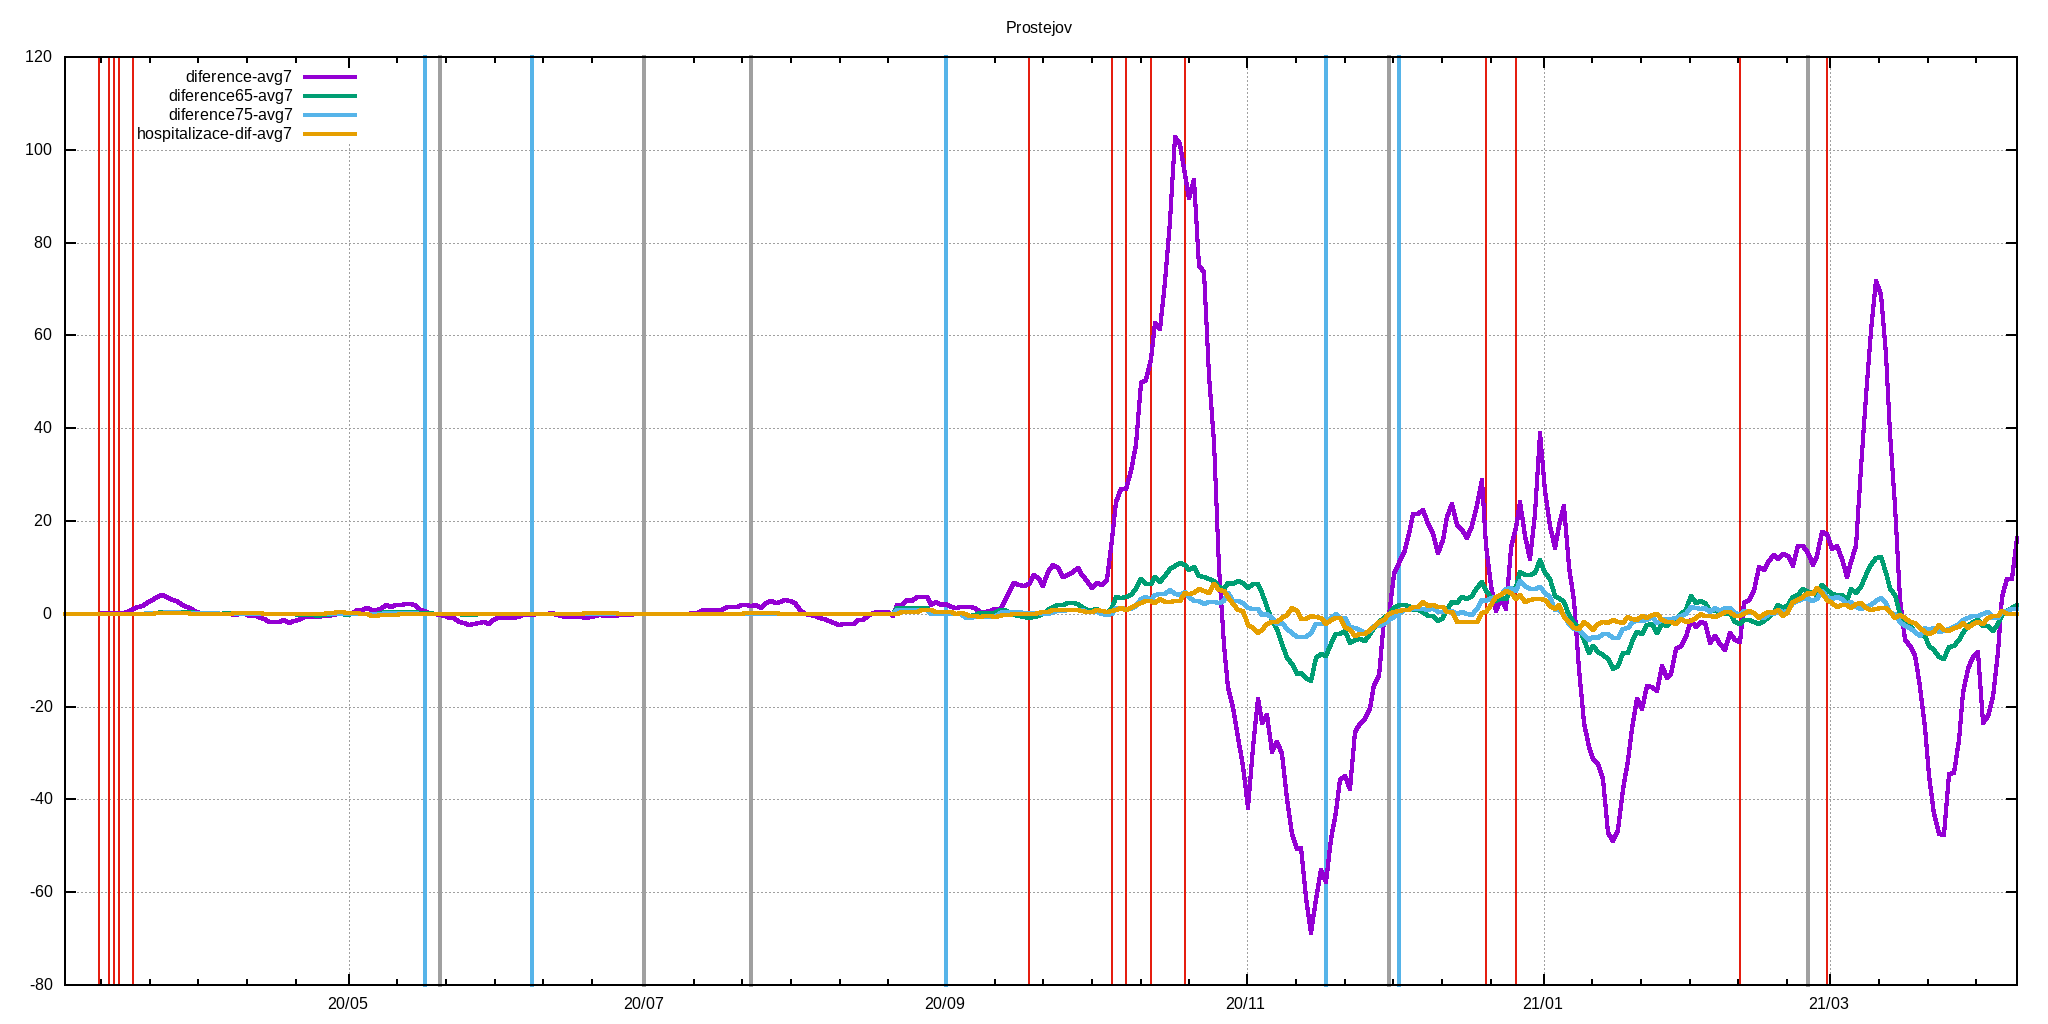 Prostejov
120
100
80
60
40
20
0
-20
-40
-60
-80
diference-avg7
diference65-avg7
diference75-avg7
hospitalizace-dif-avg7
20/05 20/07 20/09 20/11 21/01 21/03